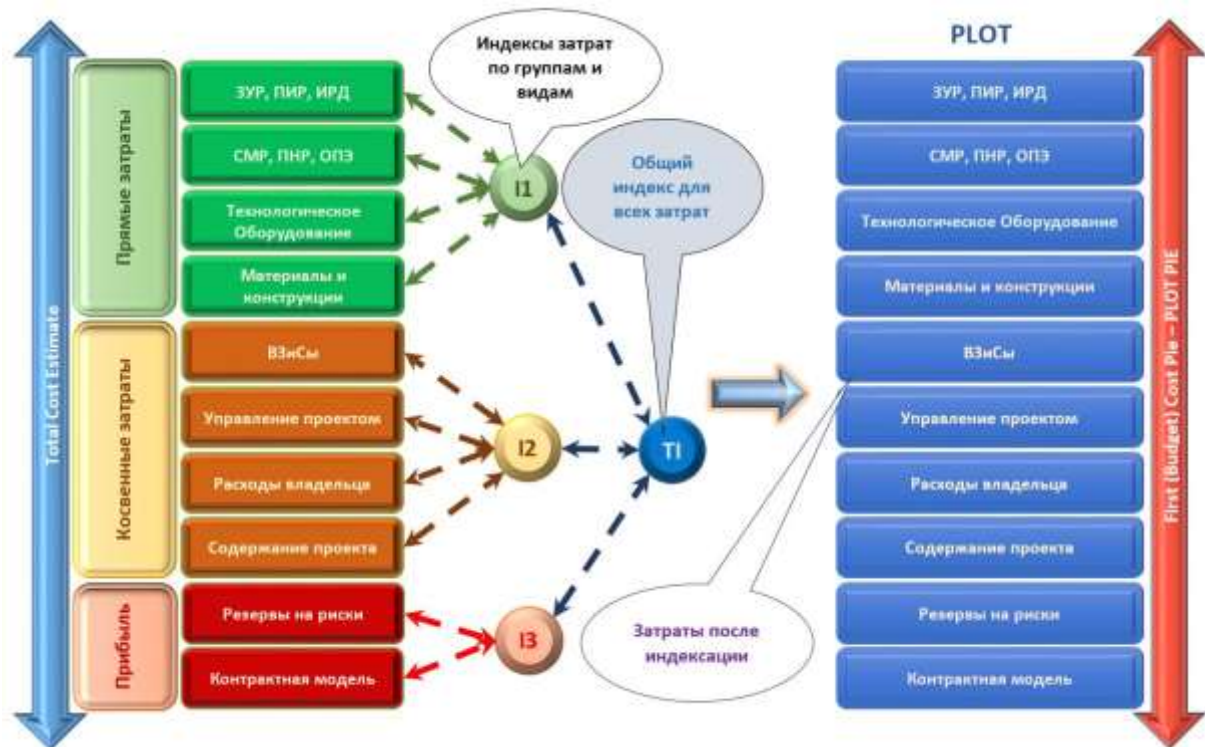 Total Cost Estimate
Прямые затраты
ЗУР, ПИР, ИРД
СМР, ПНР, ОПЭ
Технологическое
Оборудование
Материалы и
конструкции
Косвенные затраты
ВЗиСы
Управление проектом
Расходы владельца
Содержание проекта
Прибыль
Резервы на риски
Контрактная модель
Индексы затрат
по группам и
видам
I1
I2
I3
Общий
индекс для
всех затрат
TI
Затраты после
индексации
PLOT
ЗУР, ПИР, ИРД
СМР, ПНР, ОПЭ
Технологическое Оборудование
Материалы и конструкции
ВЗиСы
Управление проектом
Расходы владельца
Содержание проекта
Резервы на риски
Контрактная модель
First (Budget) Cost Pie – PLOT PIE